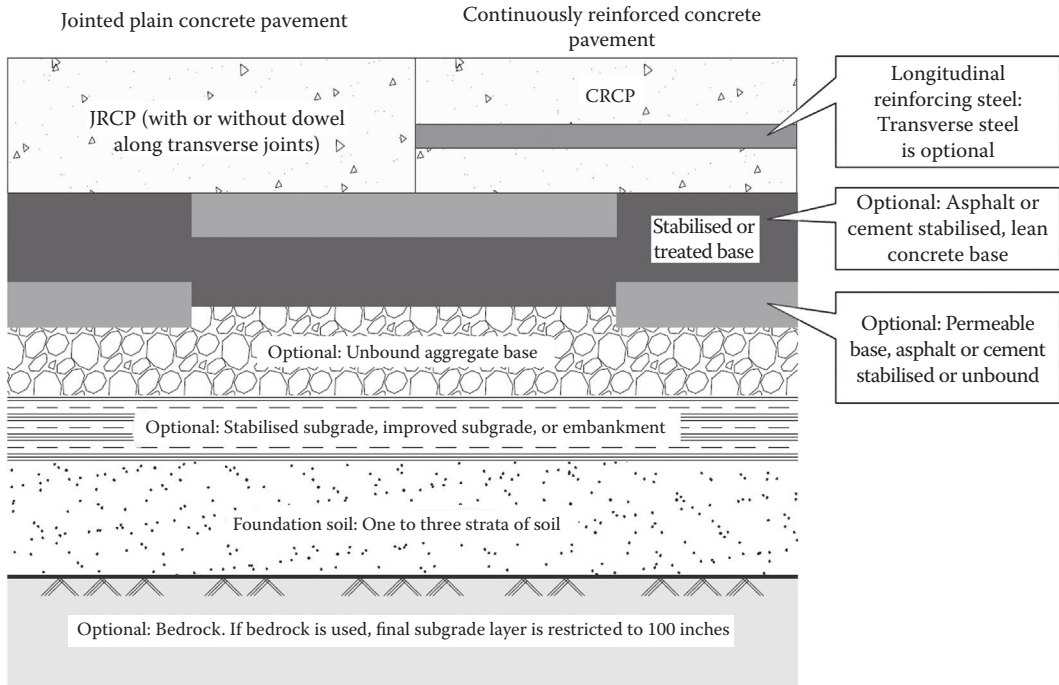 Jointed plain concrete pavement
Continuously reinforced concrete
pavement
JRCP (with or without dowel
along transverse joints)
CRCP
Longitudinal
reinforcing steel:
Transverse steel
is optional
Stabilised or
treated base
Optional: Asphalt or
cement stabilised, lean
concrete base
Optional: Permeable
base, asphalt or cement
stabilised or unbound
Optional: Unbound aggregate base
Optional: Stabilised subgrade, improved subgrade, or embankment
Foundation soil: One to three strata of soil
Optional: Bedrock. If bedrock is used, final subgrade layer is restricted to 100 inches